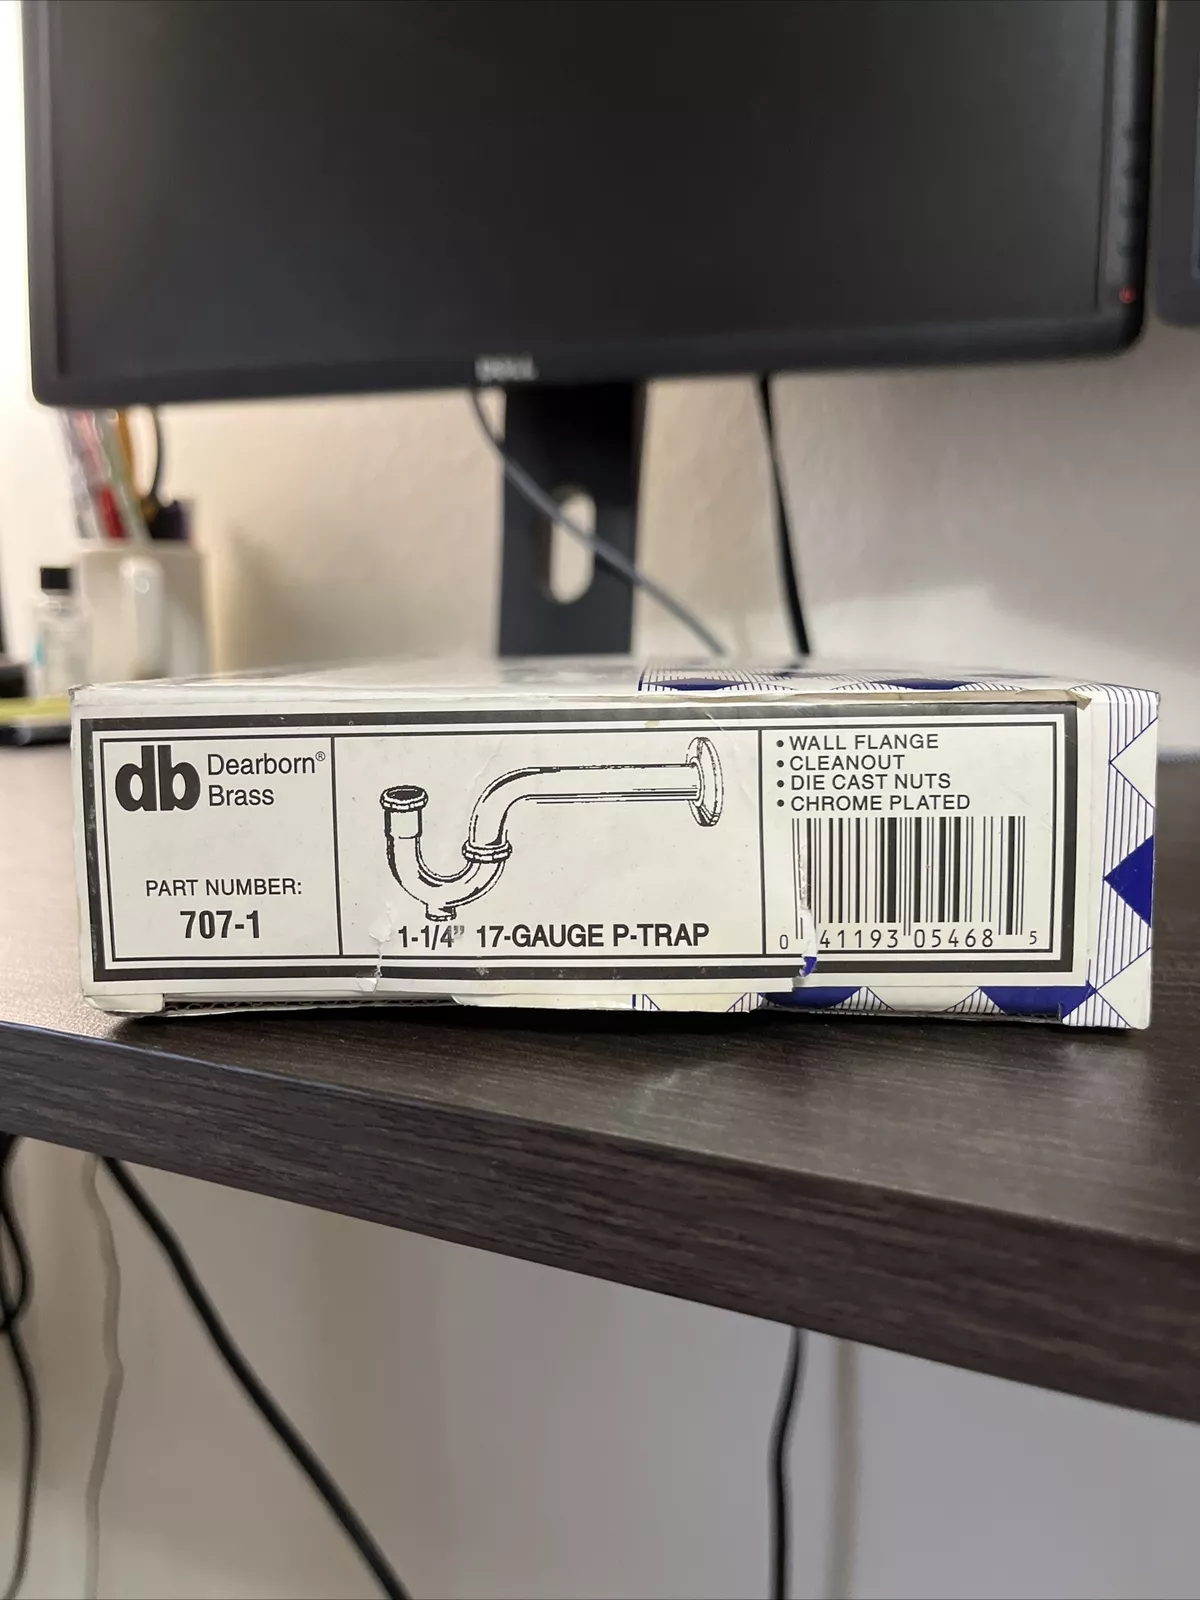 DELL
db Dearborn®
Brass
PART NUMBER:
707-1
1-1/4" 17-GAUGE P-TRAP
• WALL FLANGE
• CLEANOUT
• DIE CAST NUTS
• CHROME PLATED
0 41193 05468 5